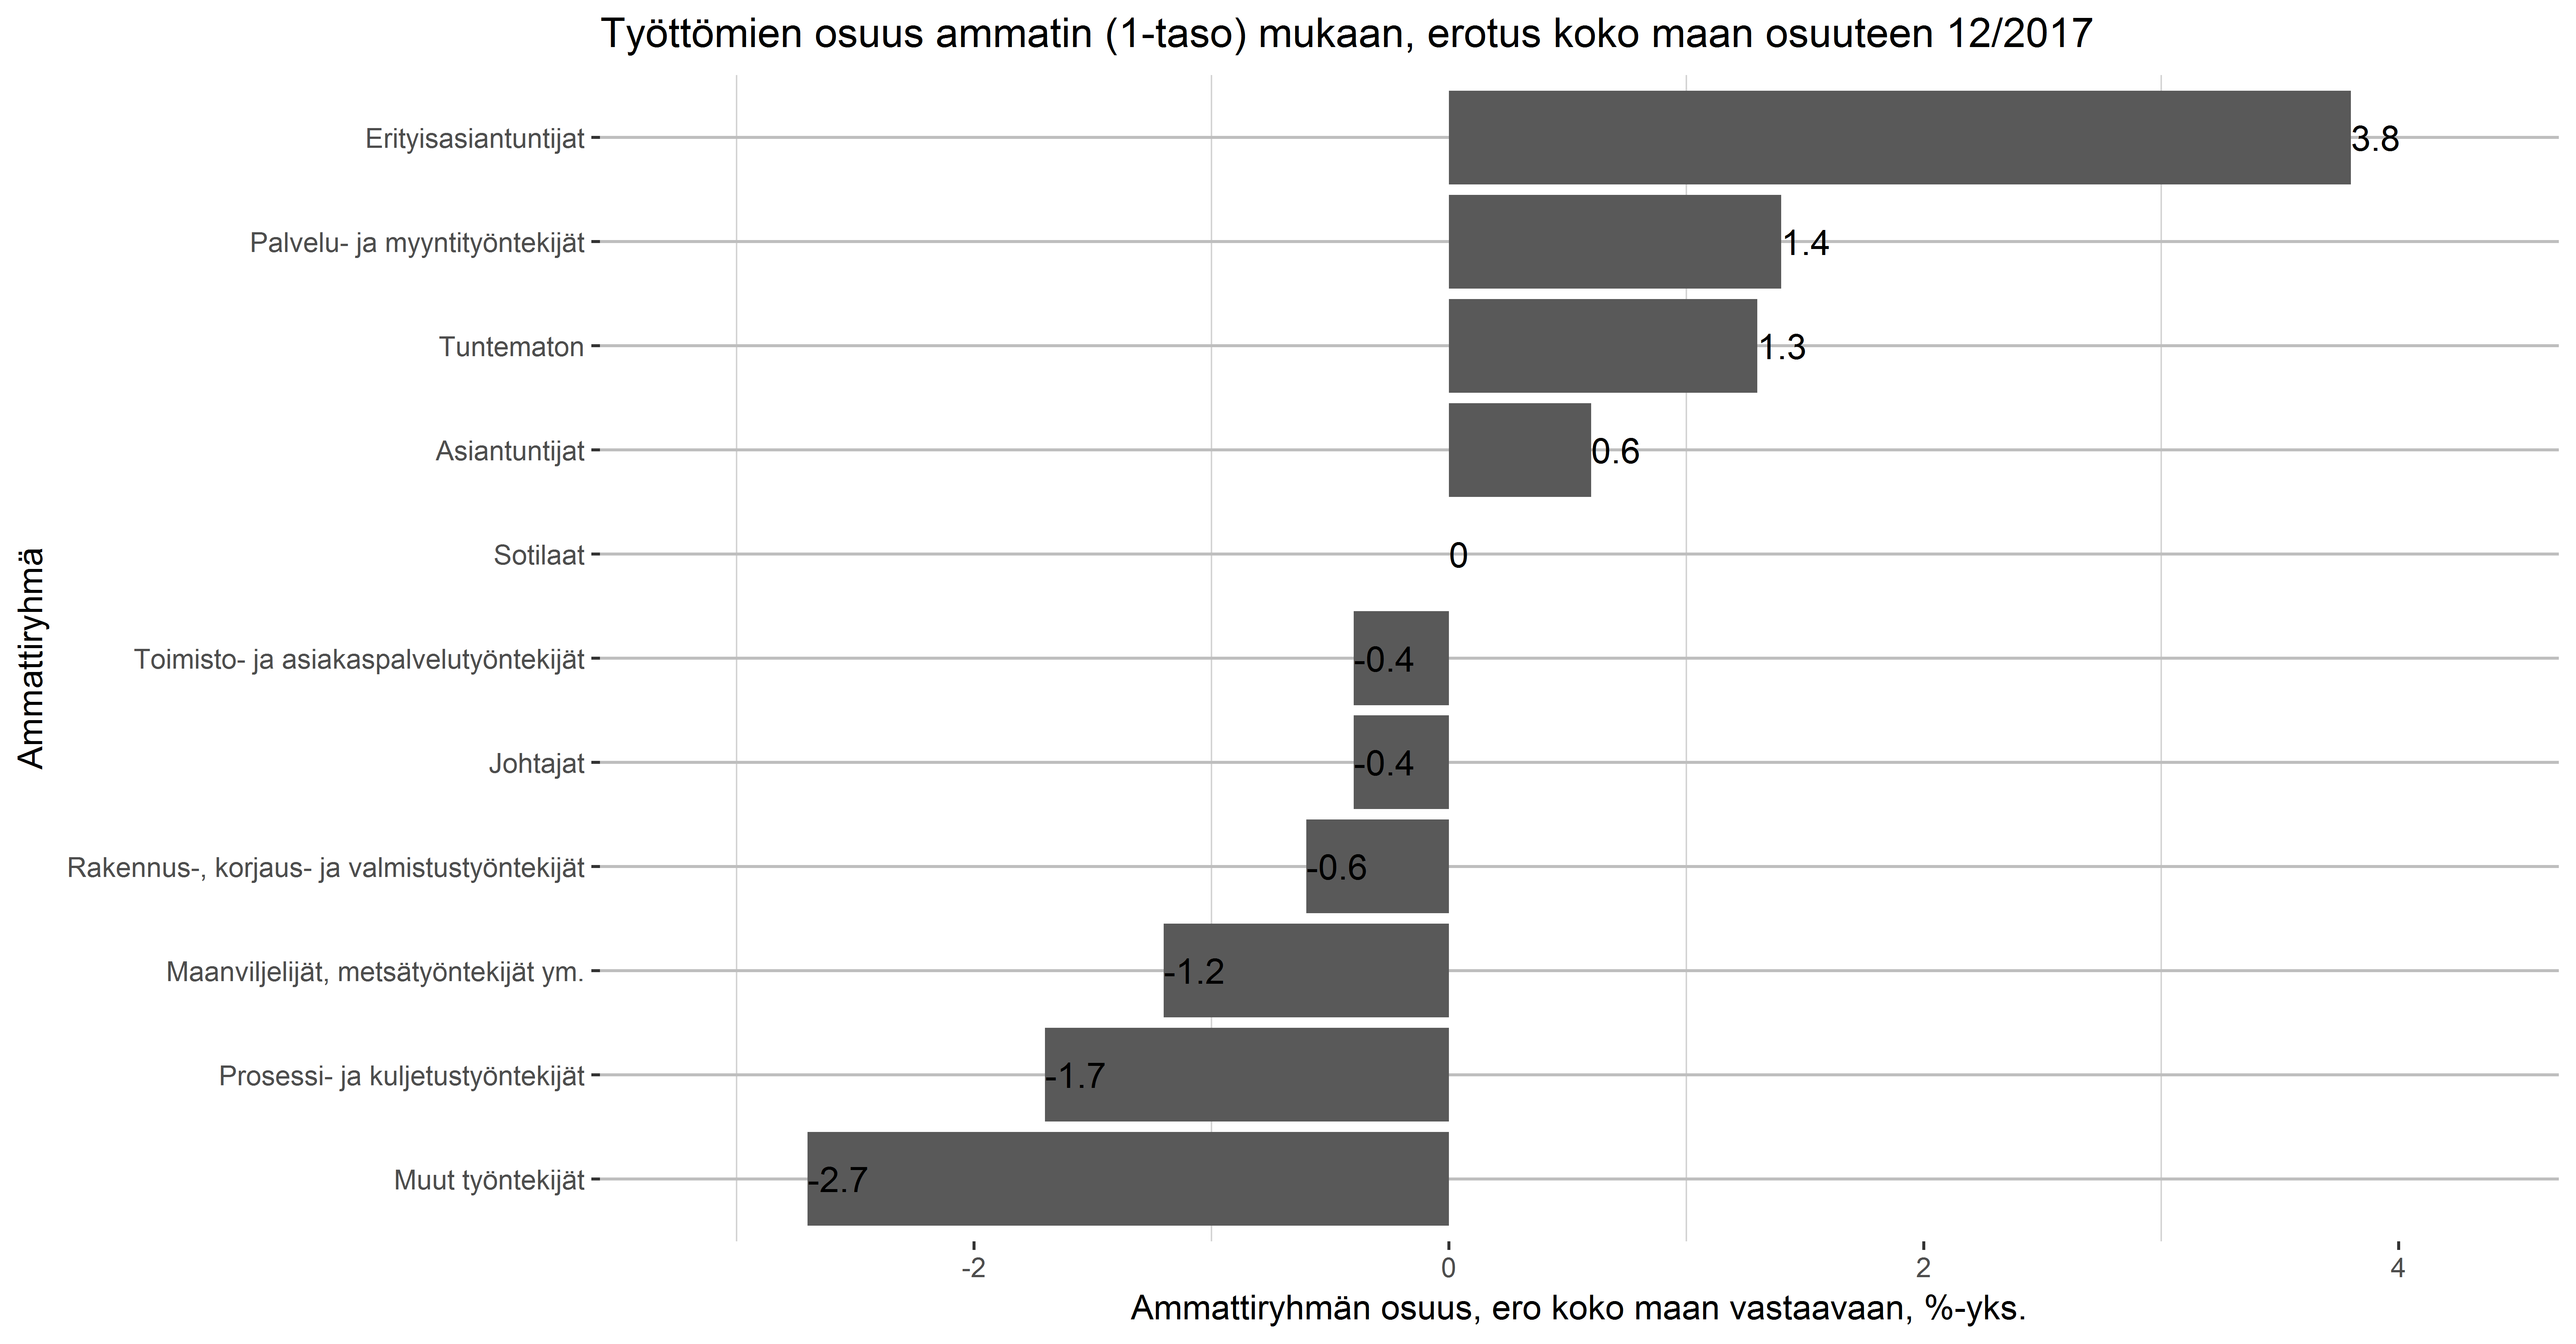 Työttömien osuus ammatin (1-taso) mukaan, erotus koko maan osuuteen 12/2017
Ammattiryhmä
Erityisasiantuntijat
3.8
Palvelu- ja myyntityöntekijät
1.4
Tuntematon
1.3
Asiantuntijat
0.6
Sotilaat
0
Toimisto- ja asiakaspalvelutyöntekijät
-0.4
Johtajat
-0.4
Rakennus-, korjaus- ja valmistustyöntekijät
-0.6
Maanviljelijät, metsätyöntekijät ym.
-1.2
Prosessi- ja kuljetustyöntekijät
-1.7
Muut työntekijät
-2.7
-2 0 2 4
Ammattiryhmän osuus, ero koko maan vastaavaan, %-yks.